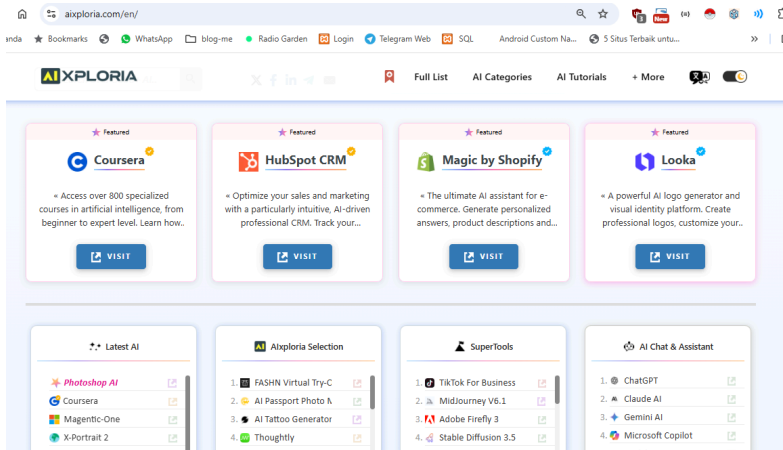 aixploria.com/en/
New
anda
Bookmarks
WhatsApp
blog-me
Radio Garden
Login
Telegram Web
SQL
Android Custom Na...
5 Situs Terbaik untu...
AI XPLORIA
Full List
AI Categories
AI Tutorials
+ More
Featured
Coursera
« Access over 800 specialized
courses in artificial intelligence, from
beginner to expert level. Learn how..
VISIT
Featured
HubSpot CRM
« Optimize your sales and marketing
with a particularly intuitive, AI-driven
professional CRM. Track your...
VISIT
Featured
Magic by Shopify
« The ultimate AI assistant for e-
commerce. Generate personalized
answers, product descriptions and...
VISIT
Featured
Looka
« A powerful AI logo generator and
visual identity platform. Create
professional logos, customize your..
VISIT
Latest AI
Photoshop AI
Coursera
Magentic-One
X-Portrait 2
AIxploria Selection
1. FASHN Virtual Try-C
2. AI Passport Photo M
3. AI Tattoo Generator
4. Thoughtly
SuperTools
1. TikTok For Business
2. MidJourney V6.1
3. Adobe Firefly 3
4. Stable Diffusion 3.5
AI Chat & Assistant
1. ChatGPT
2. Claude AI
3. Gemini AI
4. Microsoft Copilot